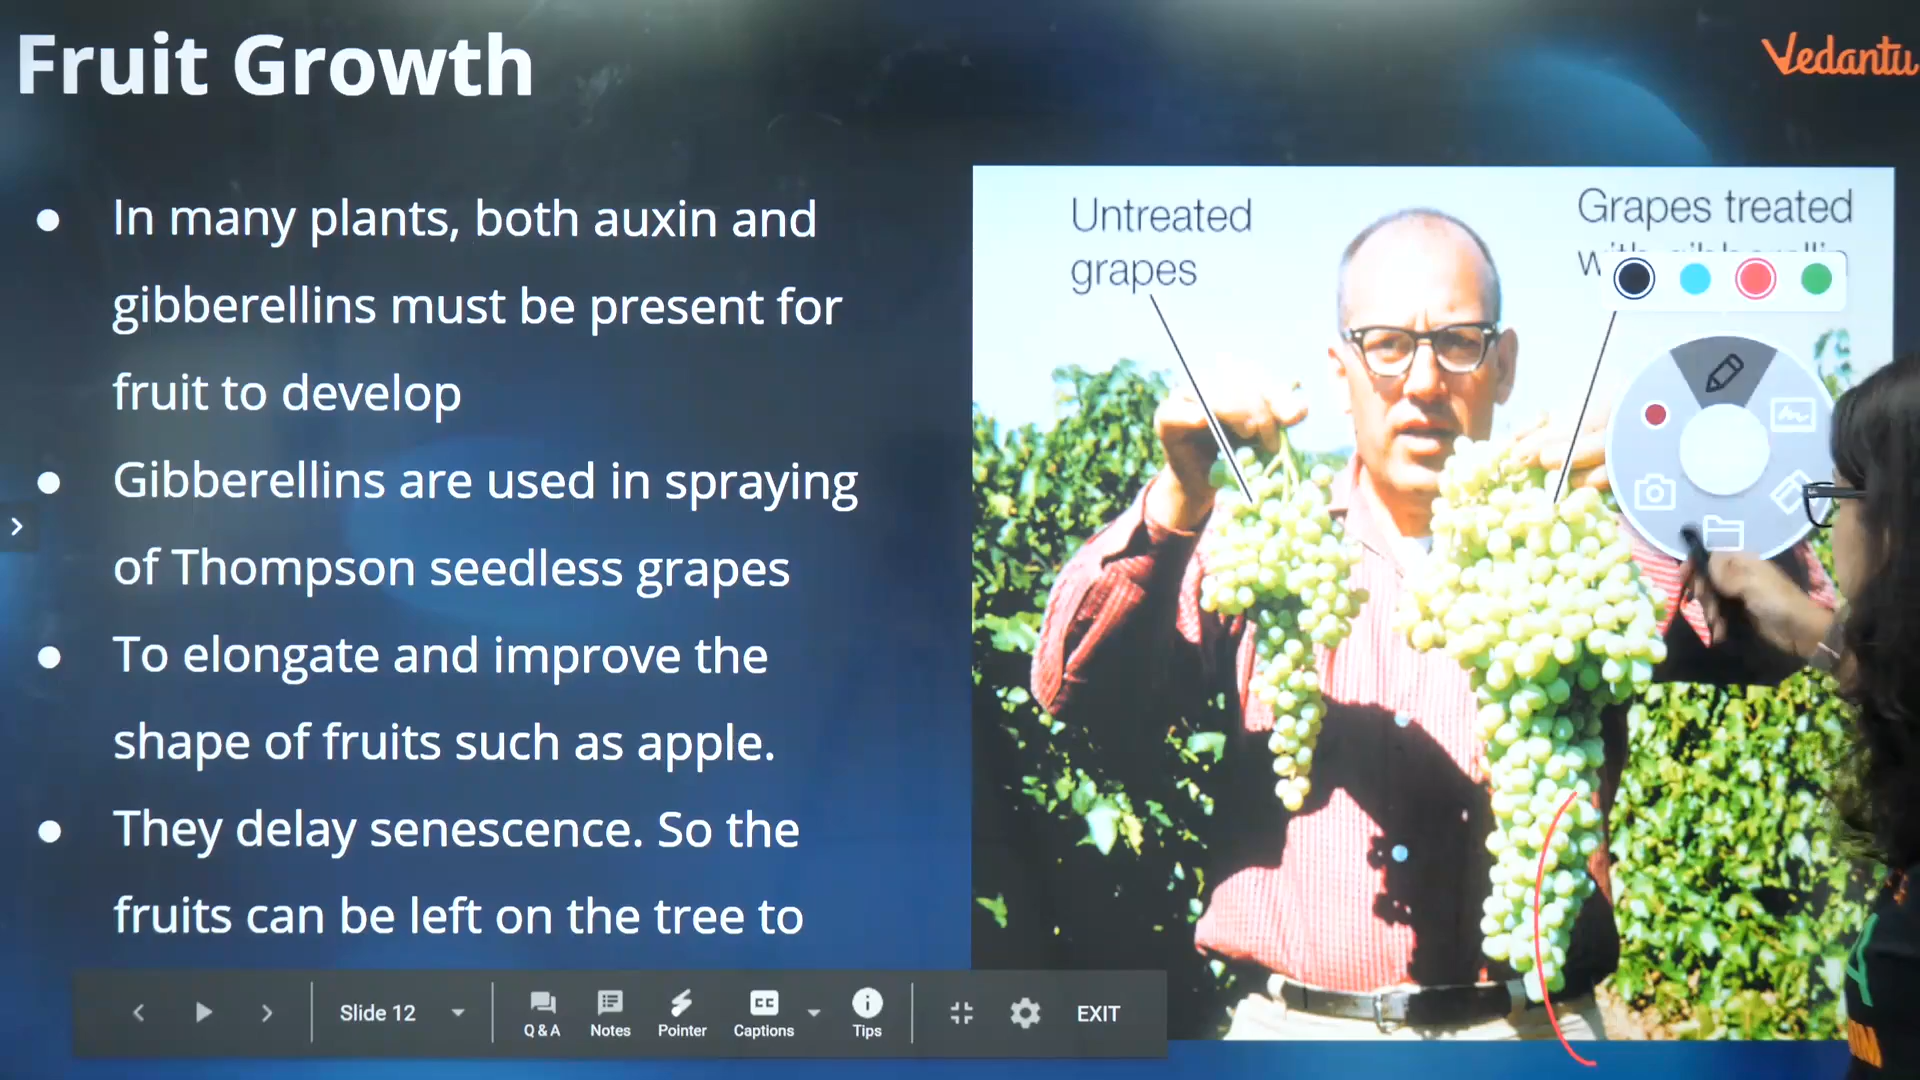 Fruit Growth
Vedantu
In many plants, both auxin and
gibberellins must be present for
fruit to develop
Gibberellins are used in spraying
of Thompson seedless grapes
To elongate and improve the
shape of fruits such as apple.
They delay senescence. So the
fruits can be left on the tree to
Untreated
grapes
Grapes treated
with gibberellin
Slide 12
Q & A
Notes
Pointer
CC
Captions
Tips
EXIT